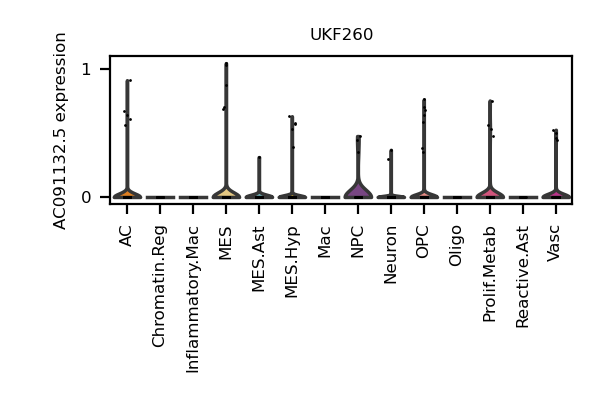 UKF260
AC091132.5 expression
1
0
AC
Chromatin.Reg
Inflammatory.Mac
MES
MES.Ast
MES.Hyp
Mac
NPC
Neuron
OPC
Oligo
Prolif.Metab
Reactive.Ast
Vasc